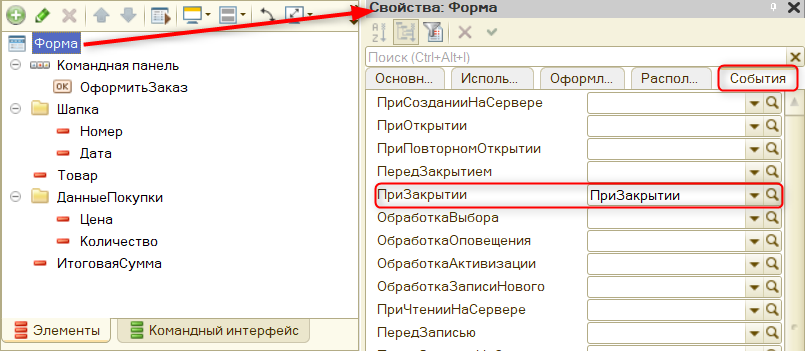 Форма
Командная панель
OK ОформитьЗаказ
Шапка
Номер
Дата
Товар
ДанныеПокупки
Цена
Количество
ИтоговаяСумма
Элементы
Командный интерфейс
Свойства: Форма
Поиск (Ctrl+Alt+I)
Основн...
Исполь...
Оформл...
Распол...
События
ПриСозданииНаСервере
ПриОткрытии
ПриПовторномОткрытии
ПередЗакрытием
ПриЗакрытии ПриЗакрытии
ОбработкаВыбора
ОбработкаОповещения
ОбработкаАктивизации
ОбработкаЗаписиНового
ПриЧтенииНаСервере
ПередЗаписью